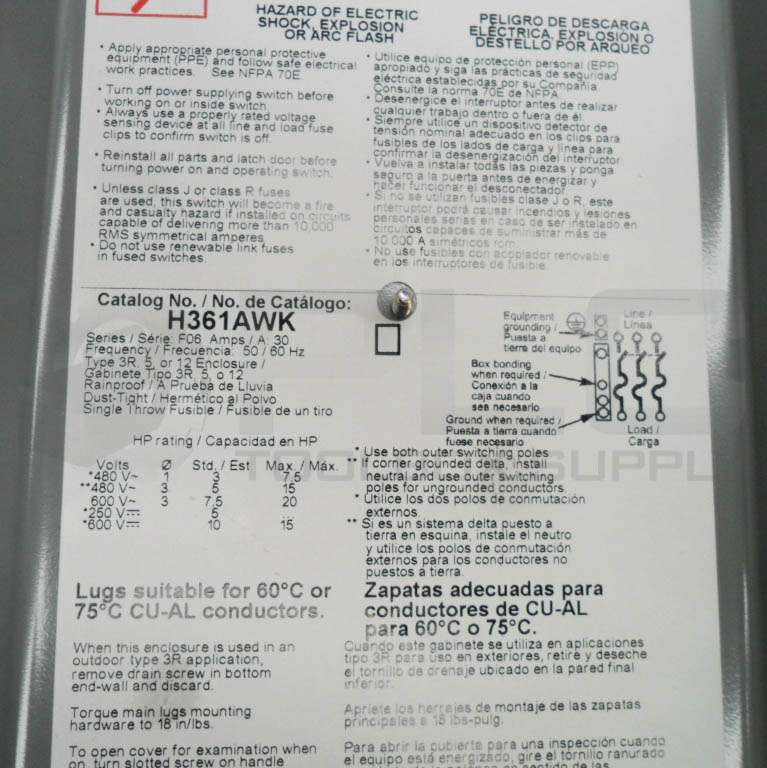 HAZARD OF ELECTRIC
SHOCK, EXPLOSION
OR ARC FLASH
• Apply appropriate personal protective
equipment (PPE) and follow safe electrical
work practices. See NFPA 70E
• Turn off power supplying switch before
working on or inside switch.
• Always use a properly rated voltage
sensing device at all line and load fuse
clips to confirm switch is off.
• Reinstall all parts and latch door before
turning power on and operating switch.
• Unless class J or class R fuses
are used, this switch will become a fire
and casualty hazard if installed on circuits
capable of delivering more than 10,000
RMS symmetrical amperes.
• Do not use renewable link fuses
in fused switches.
PELIGRO DE DESCARGA
ELÉCTRICA, EXPLOSIÓN O
DESTELLO POR ARQUEO
• Utilice equipo de protección personal (EPP)
apropiado y siga las prácticas de seguridad
eléctrica establecidas por su Compañia.
Consulte la norma 70E de NFPA
• Desenergice el interruptor antes de realizar
cualquier trabajo dentro o fuera de él.
• Siempre utilice un dispositivo detector de
tensión nominal adecuado en los clips para
fusibles de los lados de carga y línea para
confirmar la desenergización del interruptor
• Vuelva a instalar todas las piezas y ponga
seguro a la puerta antes de energizar y
hacer funcionar el desconectador.
• Si no se utilizan fusibles clase J o R, este
interruptor podrá causar incendios y lesiones
personales serias en caso de ser instalado en
circuitos capaces de suministrar más de
10 000 A simétricos rcm.
• No use fusibles con acoplador renovable
en los interruptores de fusible.
Catalog No. / No. de Catálogo:
H361AWK
Series / Série: F06 Amps / A: 30
Frequency / Frecuencia: 50 / 60 Hz
Type 3R, 5, or 12 Enclosure /
Gabinete Tipo 3R, 5, o 12
Rainproof / A Prueba de Lluvia
Dust-Tight / Hermético al Polvo
Single Throw Fusible / Fusible de un tiro
Equipment
grounding /
Puesta a
tierra del equipo
Line /
Línea
Box bonding
when required /
Conexión a la
caja cuando
sea necesario
Ground when required /
Puesta a tierra cuando
fuese necesario
Load /
Carga
HP rating / Capacidad en HP
Volts Ø Std. / Est Max. / Máx.
*480 V~ 1 3 7.5
**480 V~ 3 5 15
600 V~ 3 7.5 20
*250 V⎓ 5 ...
*600 V⎓ 10 15
* Use both outer switching poles
** If corner grounded delta, install
neutral and use outer switching
poles for ungrounded conductors.
* Utilice los dos polos de conmutación
externos.
** Si es un sistema delta puesto a
tierra en esquina, instale el neutro
y utilice los polos de conmutación
externos para los conductores no
puestos a tierra.
Lugs suitable for 60°C or
75°C CU-AL conductors.
Zapatas adecuadas para
conductores de CU-AL
para 60°C o 75°C.
When this enclosure is used in an
outdoor type 3R application,
remove drain screw in bottom
end-wall and discard.
Cuando este gabinete se utiliza en aplicaciones
tipo 3R para uso en exteriores, retire y deseche
el tornillo de drenaje ubicado en la pared final
inferior.
Torque main lugs mounting
hardware to 18 in/lbs.
Apriete los herrajes de montaje de las zapatas
principales a 18 lbs-pulg.
To open cover for examination when
on, turn slotted screw on handle
Para abrir la cubierta para una inspección cuando
el equipo está energizado, gire el tornillo ranurado